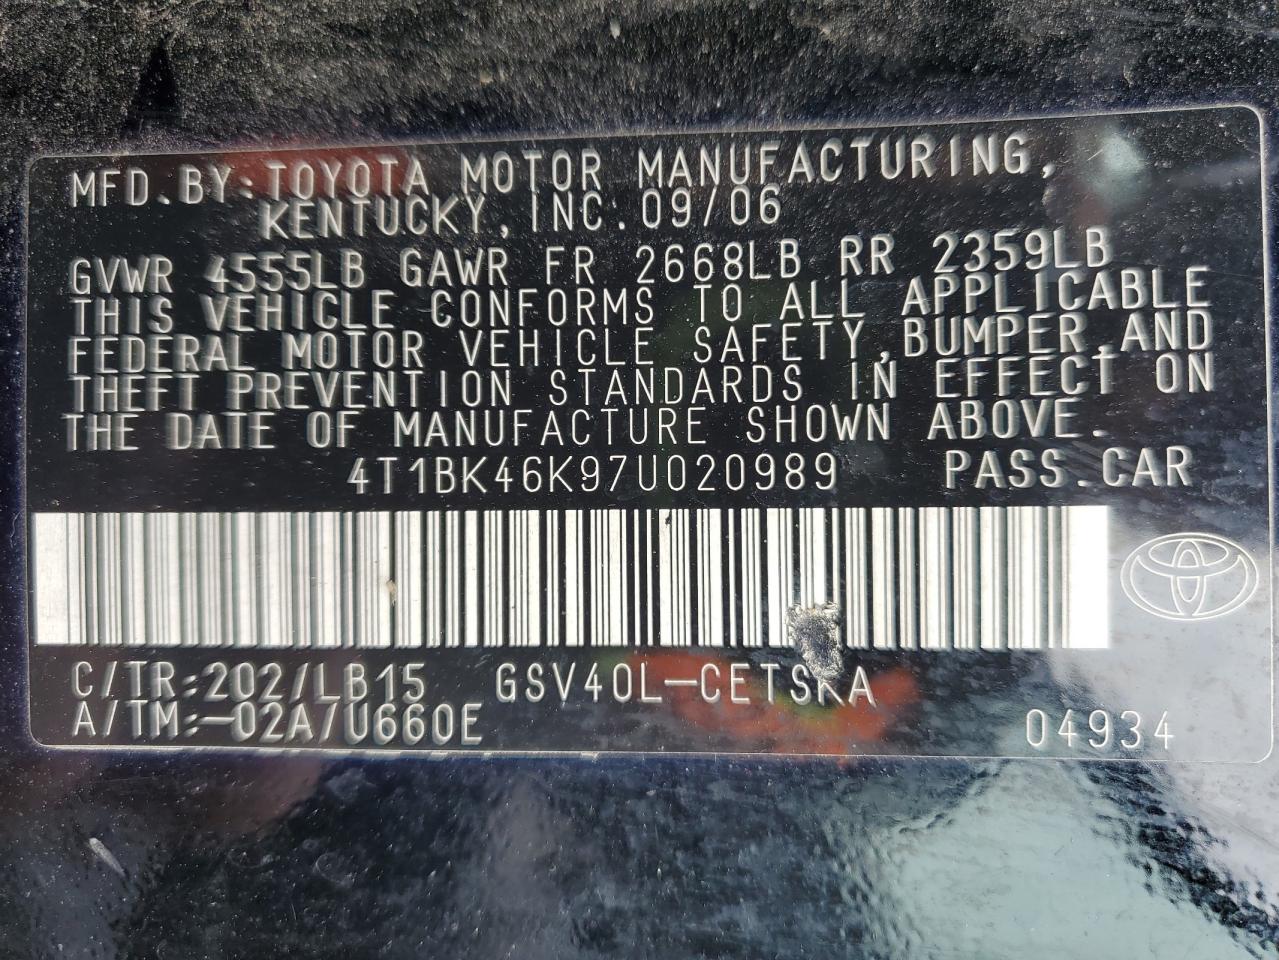 MFD.BY:TOYOTA MOTOR MANUFACTURING,
KENTUCKY, INC. 09/06
GVWR 4555LB GAWR FR 2668LB RR 2359LB
THIS VEHICLE CONFORMS TO ALL APPLICABLE
FEDERAL MOTOR VEHICLE SAFETY,BUMPER,AND
THEFT PREVENTION STANDARDS IN EFFECT ON
THE DATE OF MANUFACTURE SHOWN ABOVE.
4T1BK46K97U020989 PASS.CAR
C/TR:202/LB15 GSV40L-CETSKA
A/TM:-02A/U660E
04934